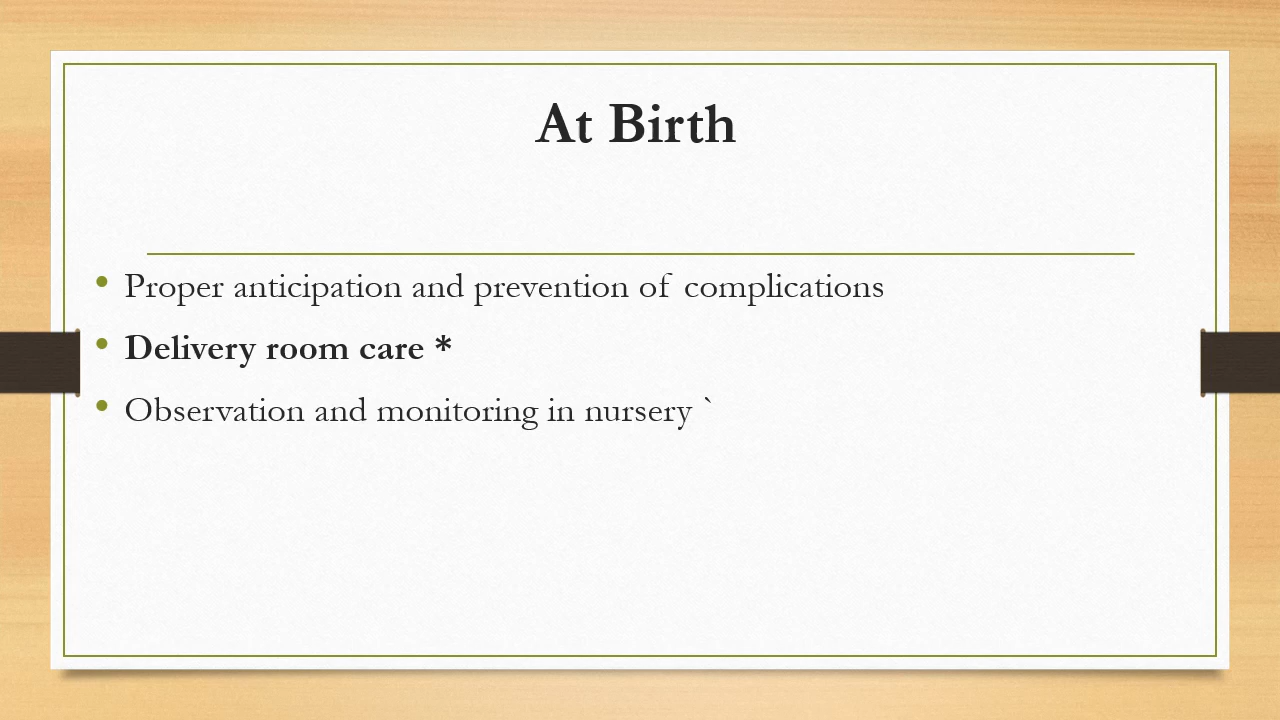 At Birth
• Proper anticipation and prevention of complications
• Delivery room care *
• Observation and monitoring in nursery `